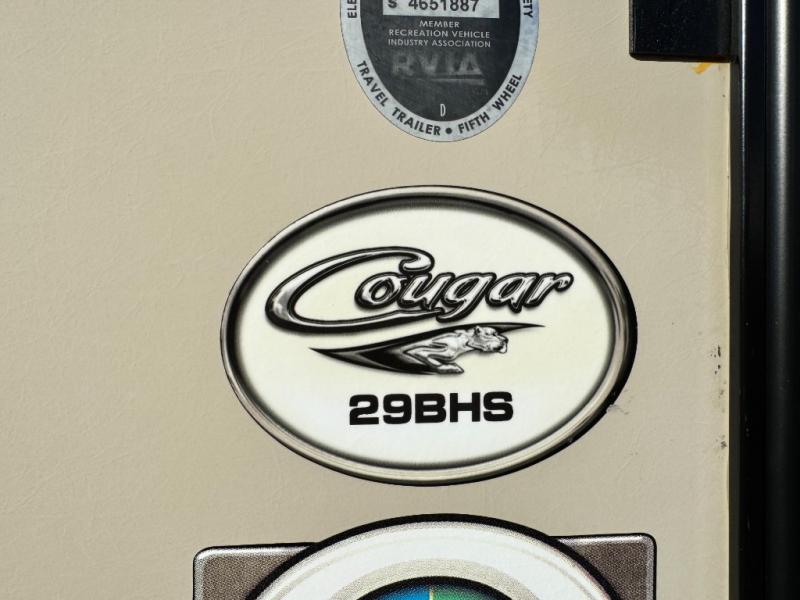 S 4651887
MEMBER
RECREATION VEHICLE
INDUSTRY ASSOCIATION
RVIA
D
TRAVEL TRAILER • FIFTH WHEEL
Cougar
29BHS